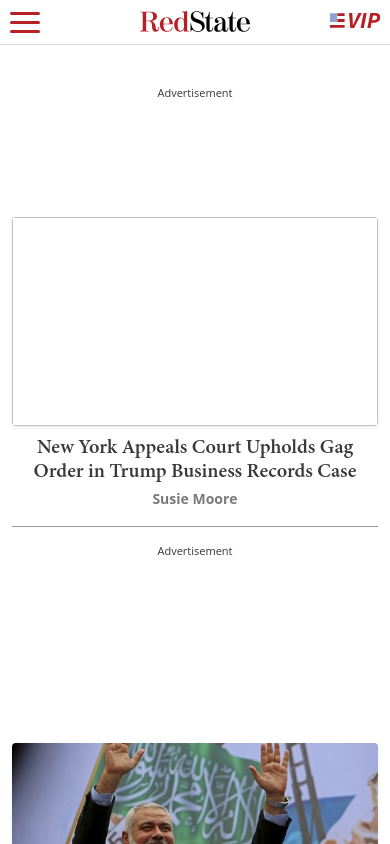 RedState
VIP
Advertisement
New York Appeals Court Upholds Gag
Order in Trump Business Records Case
Susie Moore
Advertisement